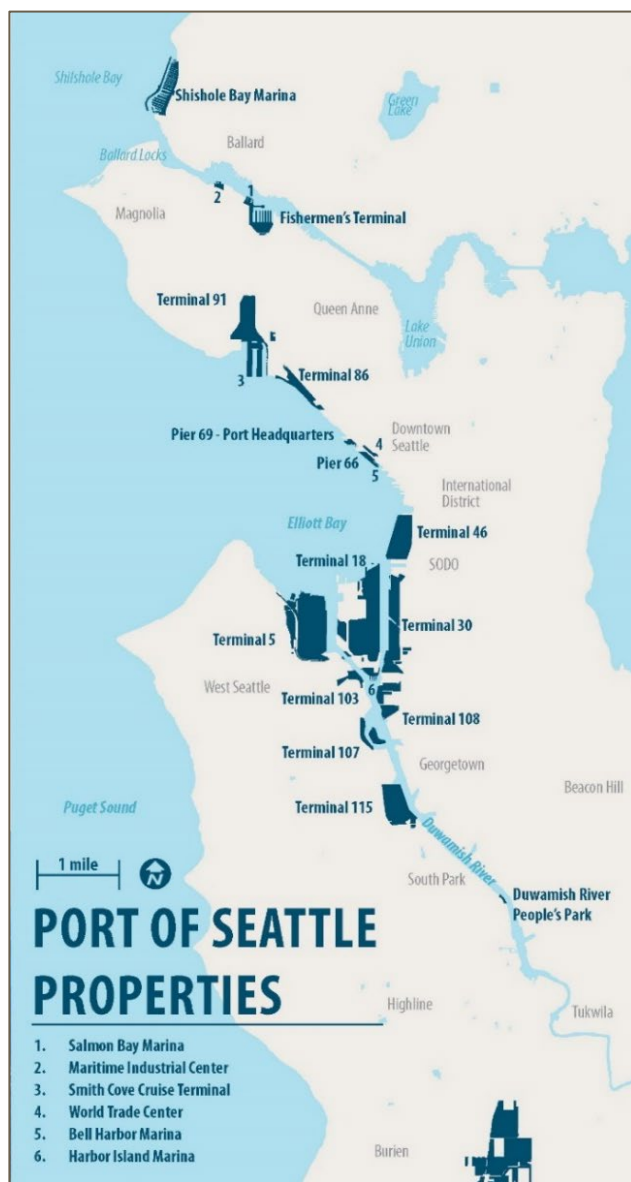 Shilshole Bay
Shishole Bay Marina
Green
Lake
Ballard
Ballard Locks
1
2
Magnolia
Fishermen's Terminal
Terminal 91
Queen Anne
Lake
Union
3
Terminal 86
Pier 69 - Port Headquarters
4
Downtown
Seattle
Pier 66
5
International
District
Elliott Bay
Terminal 46
Terminal 18
SODO
Terminal 5
Terminal 30
West Seattle
Terminal 103
6
Terminal 108
Terminal 107
Georgetown
Beacon Hill
Terminal 115
Puget Sound
Duwamish River
1 mile
N
South Park
Duwamish River
People's Park
PORT OF SEATTLE
PROPERTIES
Highline
Tukwila
1. Salmon Bay Marina
2. Maritime Industrial Center
3. Smith Cove Cruise Terminal
4. World Trade Center
5. Bell Harbor Marina
6. Harbor Island Marina
Burien